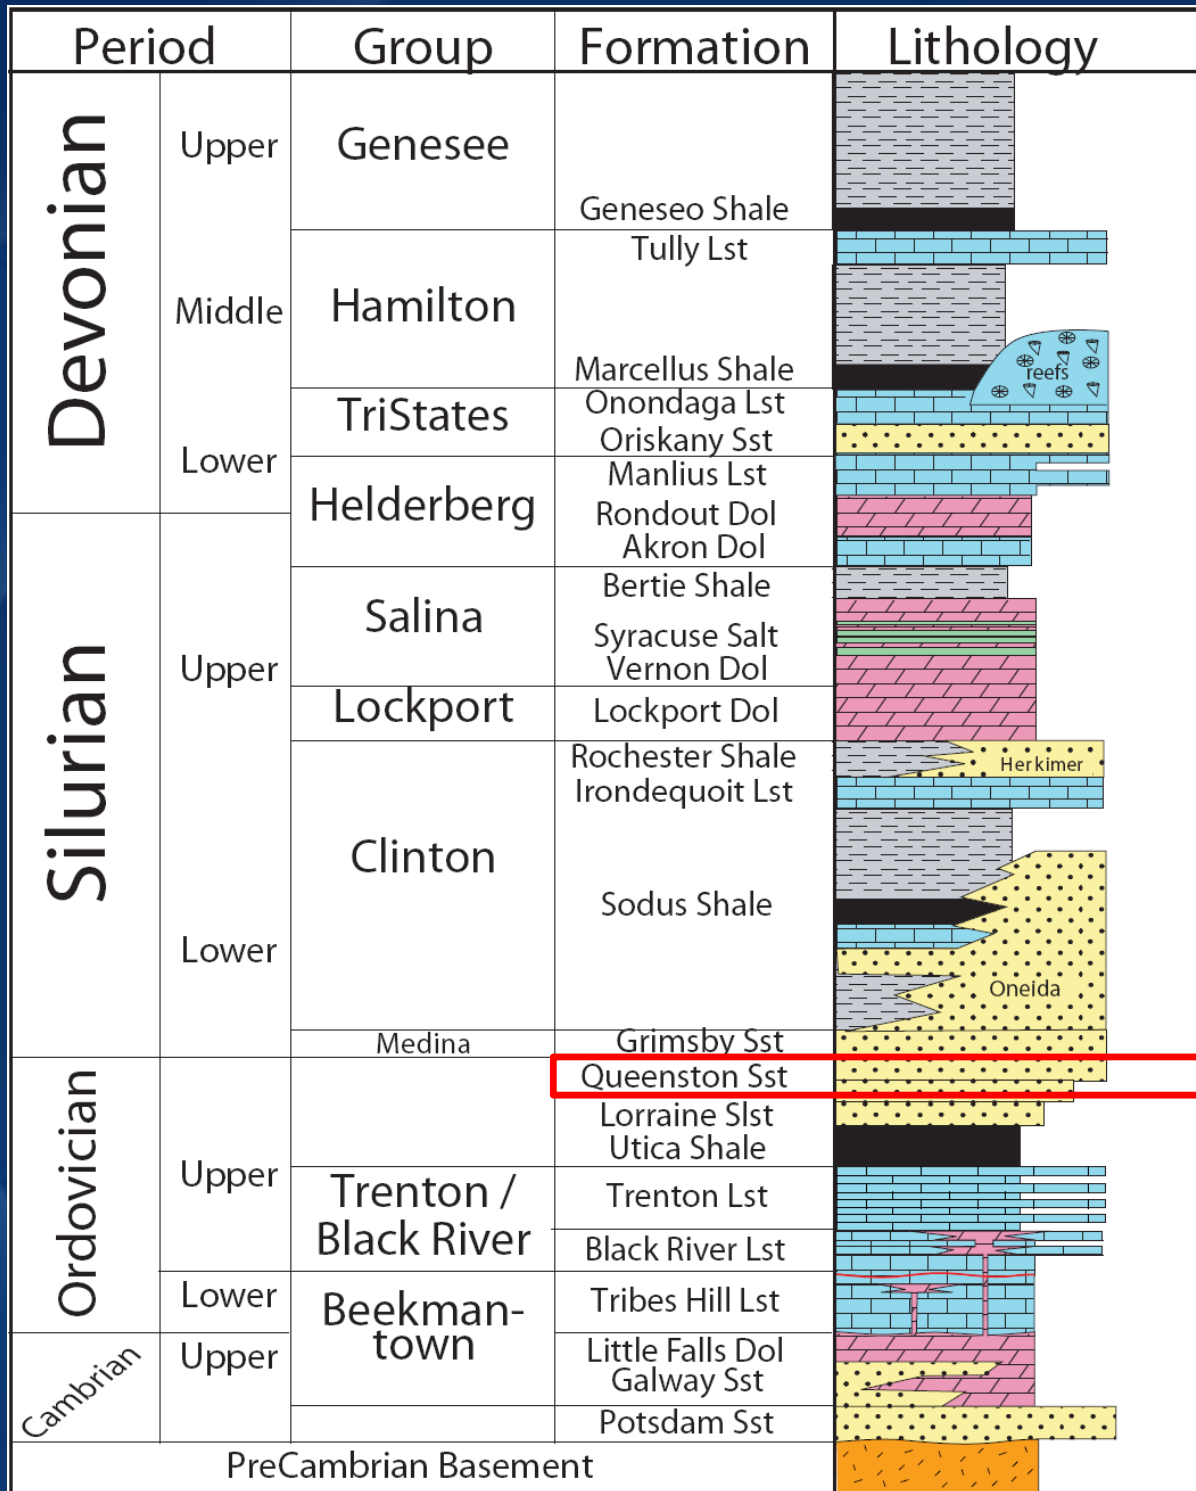 Period Group Formation Lithology
Devonian
Upper
Genesee
Geneseo Shale
Tully Lst
Middle
Hamilton
Marcellus Shale
reefs
TriStates
Onondaga Lst
Oriskany Sst
Lower
Helderberg
Manlius Lst
Rondout Dol
Akron Dol
Silurian
Upper
Salina
Bertie Shale
Syracuse Salt
Vernon Dol
Lockport
Lockport Dol
Clinton
Rochester Shale
Herkimer
Irondequoit Lst
Sodus Shale
Lower
Oneida
Medina
Grimsby Sst
Ordovician
Upper
Queenston Sst
Lorraine Slst
Utica Shale
Trenton /
Black River
Trenton Lst
Black River Lst
Lower
Beekman-
town
Tribes Hill Lst
Cambrian
Upper
Little Falls Dol
Galway Sst
Potsdam Sst
PreCambrian Basement